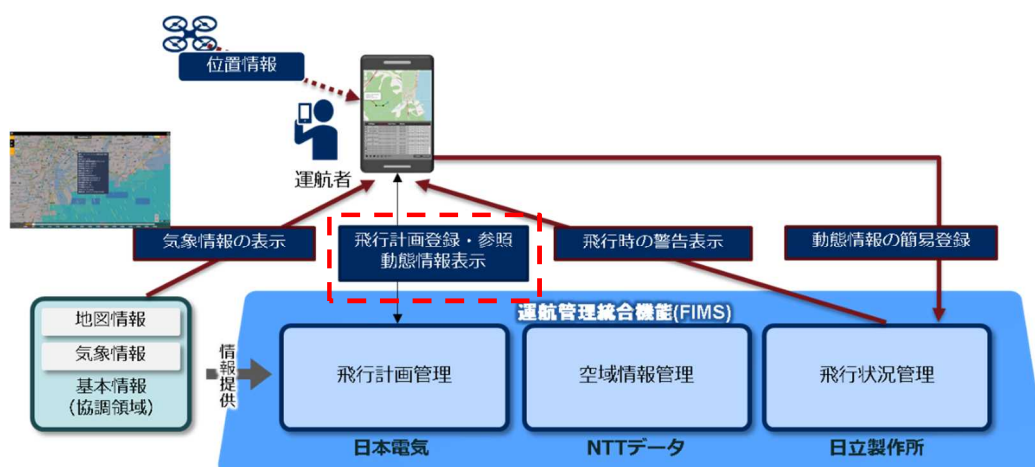 位置情報
運航者
気象情報の表示
飛行計画登録・参照
動態情報表示
飛行時の警告表示
動態情報の簡易登録
運航管理統合機能(FIMS)
地図情報
気象情報
基本情報
(協調領域)
情報提供
飛行計画管理
空域情報管理
飛行状況管理
日本電気
NTTデータ
日立製作所